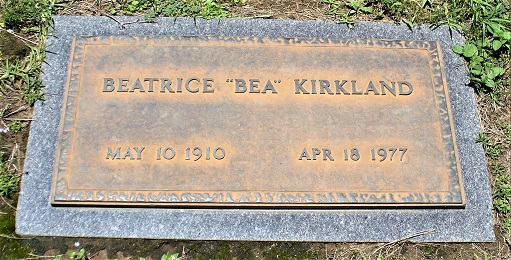 BEATRICE "BEA" KIRKLAND
MAY 10 1910 APR 18 1977